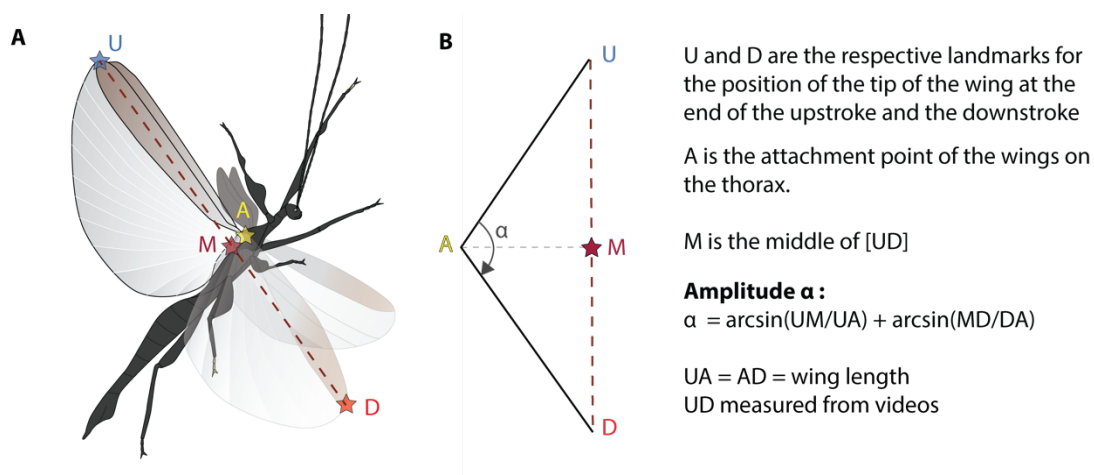 A
U
A
M
D
B
U
A
α
M
D
U and D are the respective landmarks for
the position of the tip of the wing at the
end of the upstroke and the downstroke
A is the attachment point of the wings on
the thorax.
M is the middle of [UD]
Amplitude α :
α = arcsin(UM/UA) + arcsin(MD/DA)
UA = AD = wing length
UD measured from videos